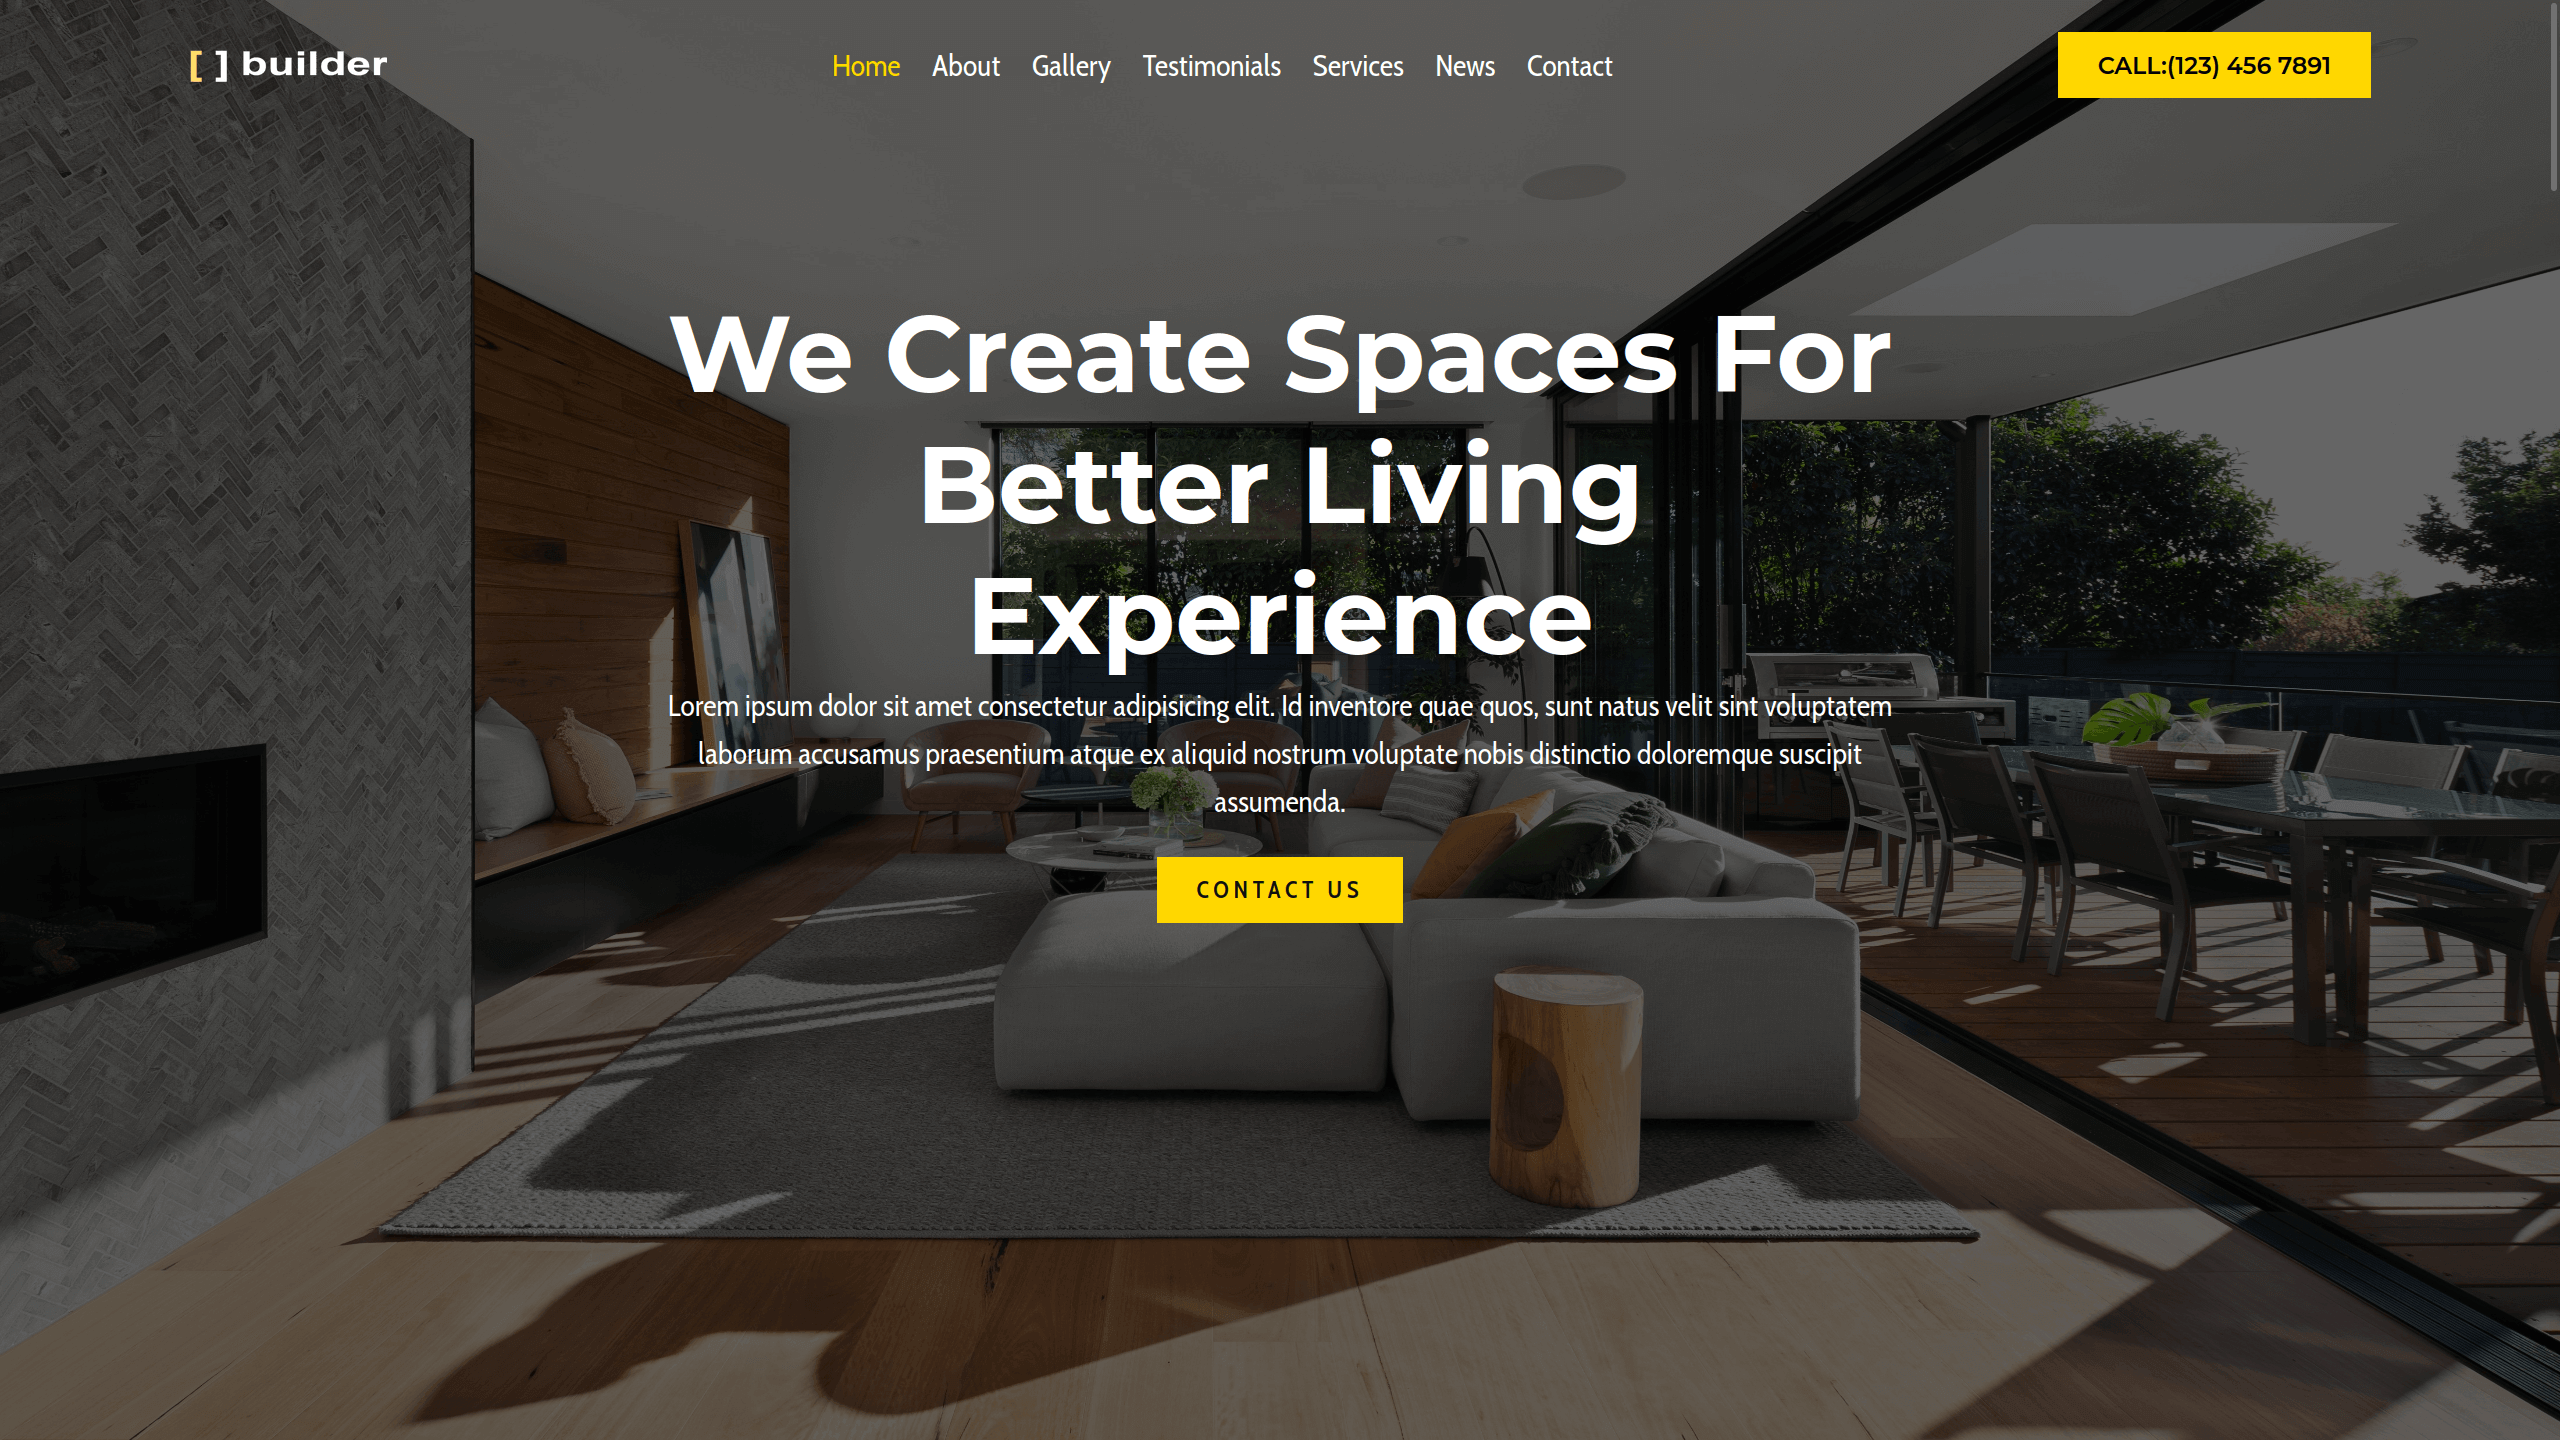 [ ] builder
Home About Gallery Testimonials Services News Contact
CALL:(123) 456 7891
We Create Spaces For
Better Living
Experience
Lorem ipsum dolor sit amet consectetur adipisicing elit. Id inventore quae quos, sunt natus velit sint voluptatem
laborum accusamus praesentium atque ex aliquid nostrum voluptate nobis distinctio doloremque suscipit
assumenda.
CONTACT US